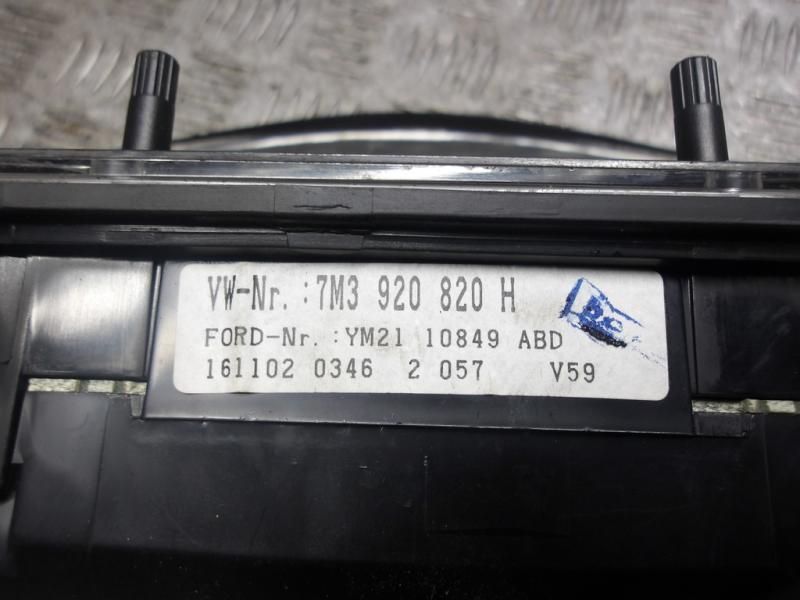 VW-Nr. :7M3 920 820 H
FORD-Nr. :YM21 10849 ABD
161102 0346 2 057 V59